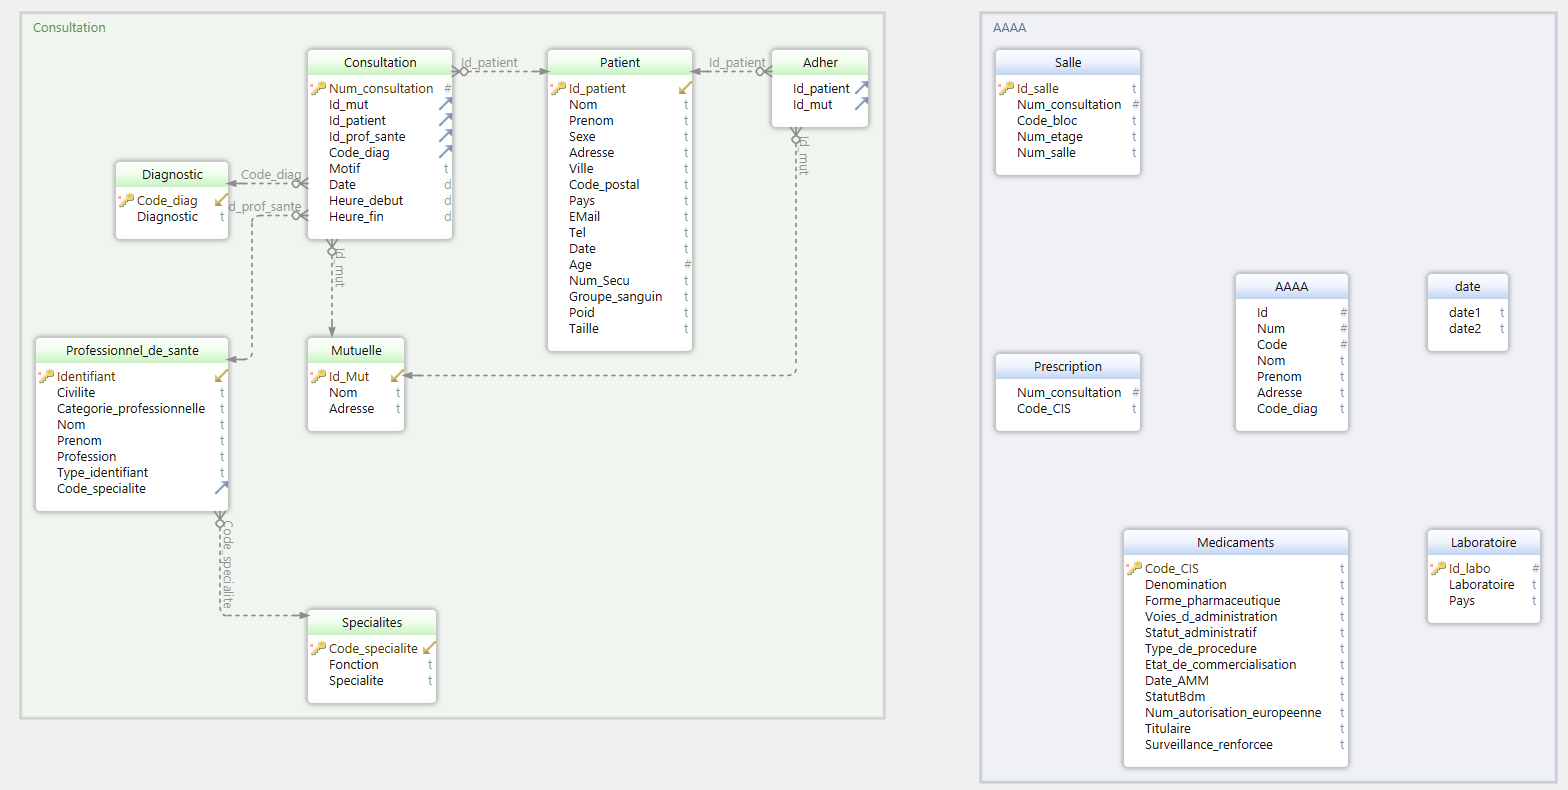 Consultation
Consultation
Num_consultation #
Id_mut
Id_patient
Id_prof_sante
Code_diag
Motif t
Date d
Heure_debut d
Heure_fin d
Id_patient
Patient
Id_patient
Nom t
Prenom t
Sexe t
Adresse t
Ville t
Code_postal t
Pays t
EMail t
Tel t
Date t
Age #
Num_Secu t
Groupe_sanguin t
Poid t
Taille t
Id_patient
Adher
Id_patient
Id_mut
Id_mut
Diagnostic
Code_diag
Diagnostic t
Code_diag
d_prof_sante
Id_mut
Professionnel_de_sante
Identifiant
Civilite t
Categorie_professionnelle t
Nom t
Prenom t
Profession t
Type_identifiant t
Code_specialite
Mutuelle
Id_Mut
Nom t
Adresse t
Code_specialite
Specialites
Code_specialite
Fonction t
Specialite t
AAAA
Salle
Id_salle t
Num_consultation #
Code_bloc t
Num_etage t
Num_salle t
AAAA
Id #
Num #
Code #
Nom t
Prenom t
Adresse t
Code_diag t
date
date1 t
date2 t
Prescription
Num_consultation #
Code_CIS t
Medicaments
Code_CIS t
Denomination t
Forme_pharmaceutique t
Voies_d_administration t
Statut_administratif t
Type_de_procedure t
Etat_de_commercialisation t
Date_AMM t
StatutBdm t
Num_autorisation_europeenne t
Titulaire t
Surveillance_renforcee t
Laboratoire
Id_labo #
Laboratoire t
Pays t